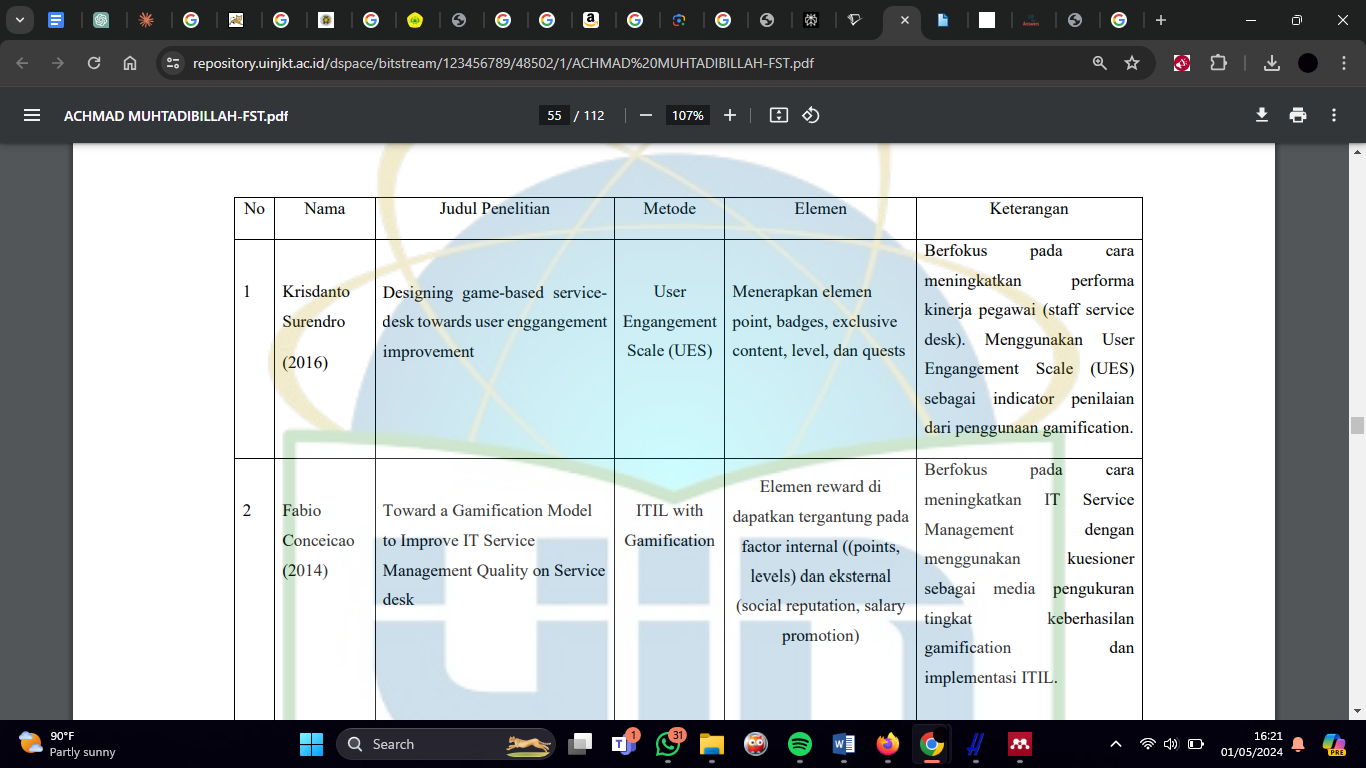 repository.uinjkt.ac.id/dspace/bitstream/123456789/48502/1/ACHMAD%20MUHTADIBILLAH-FST.pdf
ACHMAD MUHTADIBILLAH-FST.pdf
55 / 112
107%
No Nama Judul Penelitian Metode Elemen Keterangan
1
Krisdanto
Surendro
(2016)
Designing game-based service-
desk towards user enggangement
improvement
User
Engangement
Scale (UES)
Menerapkan elemen
point, badges, exclusive
content, level, dan quests
Berfokus pada cara
meningkatkan performa
kinerja pegawai (staff service
desk). Menggunakan User
Engangement Scale (UES)
sebagai indicator penilaian
dari penggunaan gamification.
2
Fabio
Conceicao
(2014)
Toward a Gamification Model
to Improve IT Service
Management Quality on Service
desk
ITIL with
Gamification
Elemen reward di
dapatkan tergantung pada
factor internal ((points,
levels) dan eksternal
(social reputation, salary
promotion)
Berfokus pada cara
meningkatkan IT Service
Management dengan
menggunakan kuesioner
sebagai media pengukuran
tingkat keberhasilan
gamification dan
implementasi ITIL.
90°F
Partly sunny
Search
1
31
16:21
01/05/2024
PRE